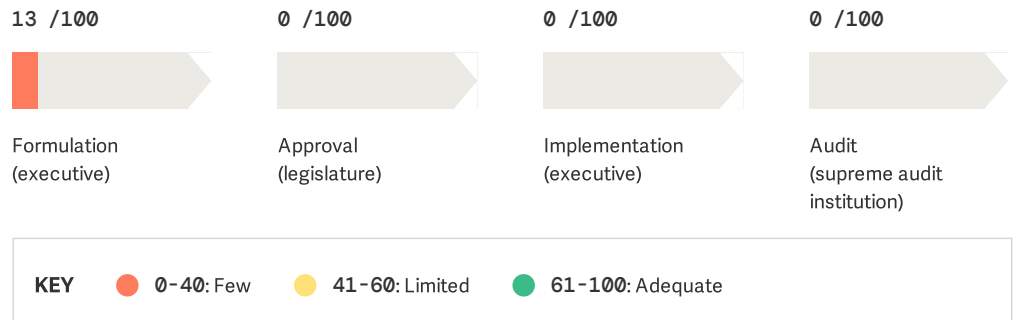 13 /100
0 /100
0 /100
0 /100
Formulation
(executive)
Approval
(legislature)
Implementation
(executive)
Audit
(supreme audit
institution)
KEY
0-40: Few
41-60: Limited
61-100: Adequate